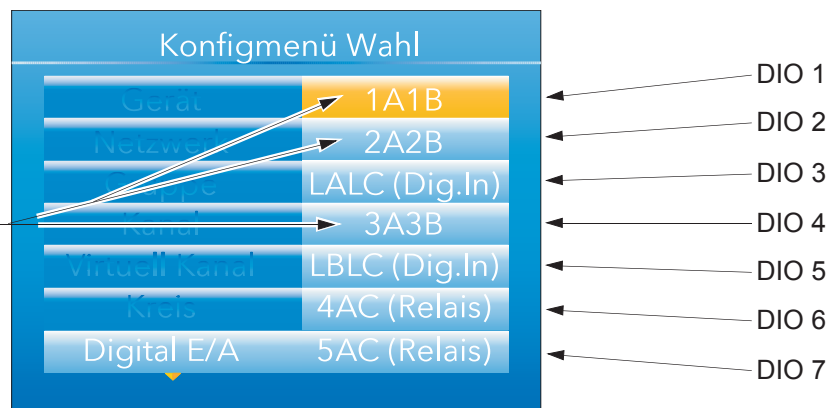 Konfigmenü Wahl
Gerät 1A1B DIO 1
Netzwerk 2A2B DIO 2
Gruppe LALC (Dig.In) DIO 3
Kanal 3A3B DIO 4
Virtuell Kanal LBLC (Dig.In) DIO 5
Kreis 4AC (Relais) DIO 6
Digital E/A 5AC (Relais) DIO 7